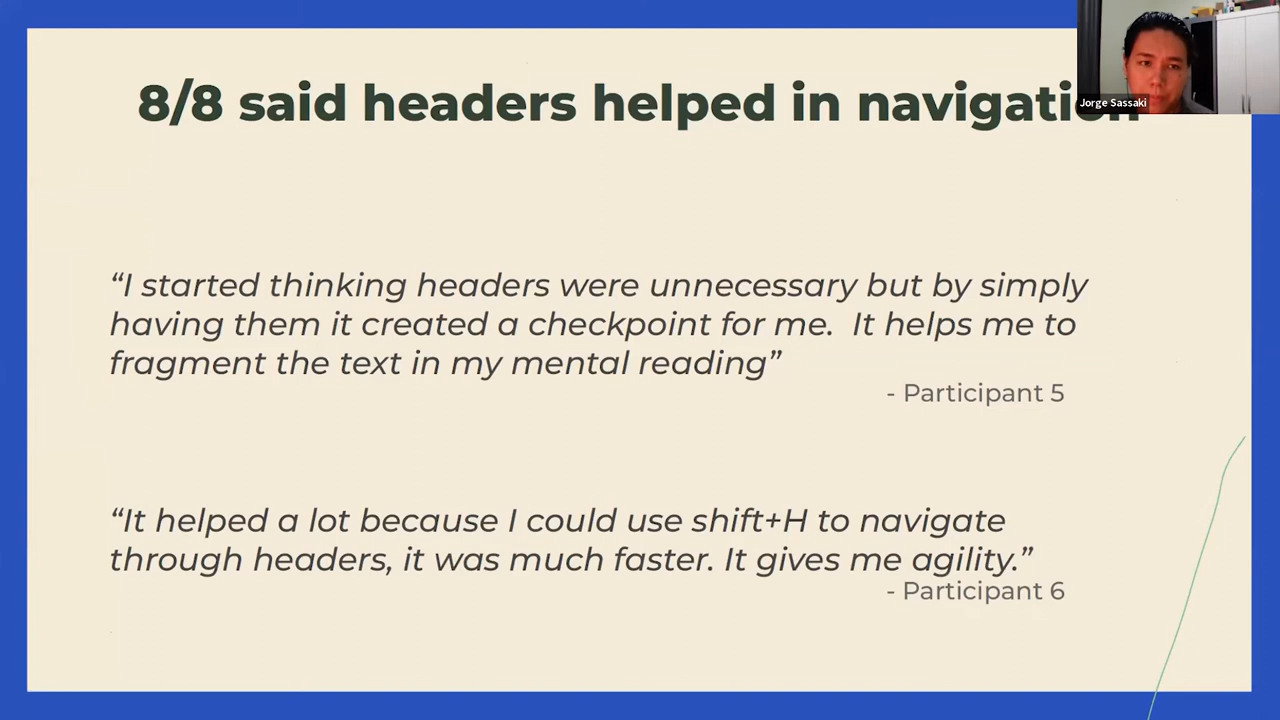 8/8 said headers helped in navigation
Jorge Sassaki
“I started thinking headers were unnecessary but by simply
having them it created a checkpoint for me.  It helps me to
fragment the text in my mental reading”
- Participant 5
“It helped a lot because I could use shift+H to navigate
through headers, it was much faster. It gives me agility.”
- Participant 6